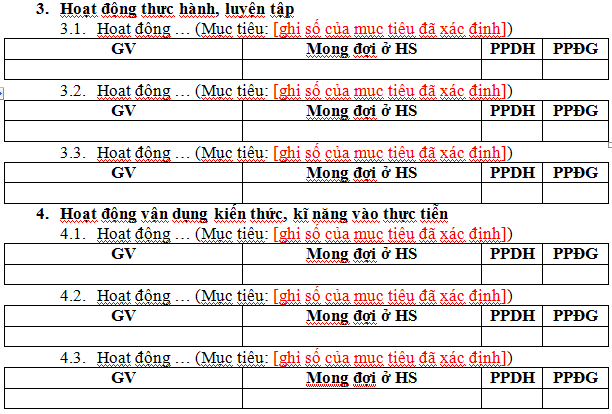 3. Hoạt động thực hành, luyện tập
3.1. Hoạt động … (Mục tiêu: [ghi số của mục tiêu đã xác định])
GV Mong đợi ở HS PPDH PPĐG
3.2. Hoạt động … (Mục tiêu: [ghi số của mục tiêu đã xác định])
GV Mong đợi ở HS PPDH PPĐG
3.3. Hoạt động … (Mục tiêu: [ghi số của mục tiêu đã xác định])
GV Mong đợi ở HS PPDH PPĐG
4. Hoạt động vận dụng kiến thức, kĩ năng vào thực tiễn
4.1. Hoạt động … (Mục tiêu: [ghi số của mục tiêu đã xác định])
GV Mong đợi ở HS PPDH PPĐG
4.2. Hoạt động … (Mục tiêu: [ghi số của mục tiêu đã xác định])
GV Mong đợi ở HS PPDH PPĐG
4.3. Hoạt động … (Mục tiêu: [ghi số của mục tiêu đã xác định])
GV Mong đợi ở HS PPDH PPĐG